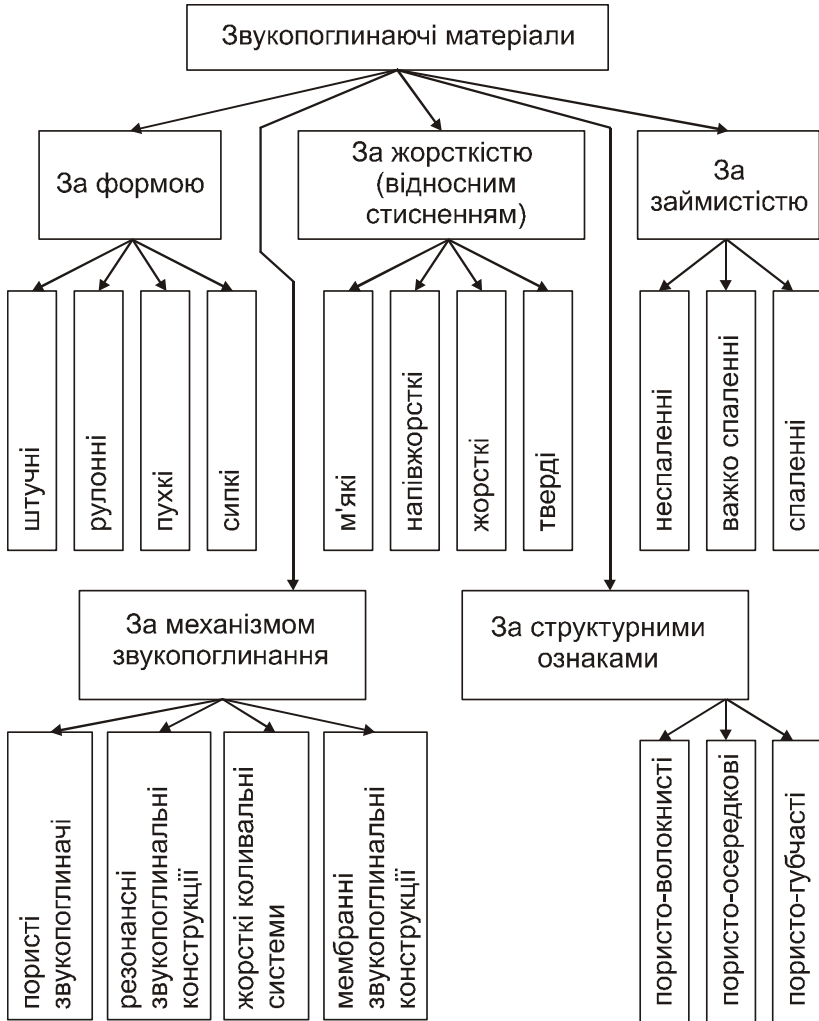 Звукопоглинаючі матеріали
За формою
За жорсткістю
(відносним
стисненням)
За
займистістю
штучні
рулонні
пухкі
сипкі
м'які
напівжорсткі
жорсткі
тверді
неспаленні
важко спаленні
спаленні
За механізмом
звукопоглинання
За структурними
ознаками
пористі
звукопоглиначі
резонансні
звукопоглинальні
конструкції
жорсткі коливальні
системи
мембранні
звукопоглинальні
конструкції
пористо-волокнисті
пористо-осередкові
пористо-губчасті